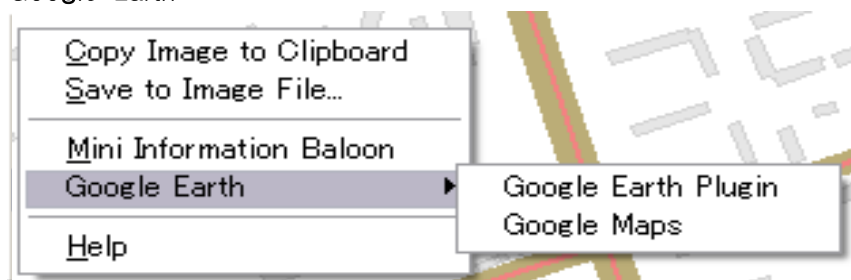 Google Earth
Copy Image to Clipboard
Save to Image File...
Mini Information Baloon
Google Earth
Google Earth Plugin
Google Maps
Help